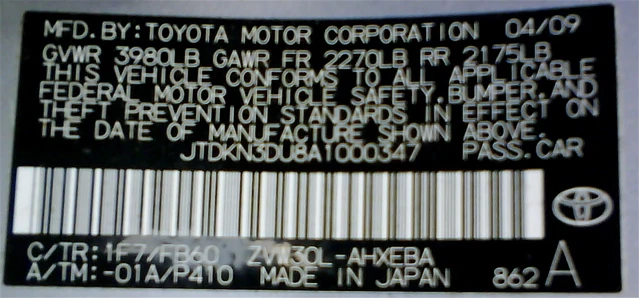 MFD. BY: TOYOTA MOTOR CORPORATION 04/09
GVWR 3980LB GAWR FR 2270LB RR 2175LB
THIS VEHICLE CONFORMS TO ALL APPLICABLE
FEDERAL MOTOR VEHICLE SAFETY, BUMPER, AND
THEFT PREVENTION STANDARDS IN EFFECT ON
THE DATE OF MANUFACTURE SHOWN ABOVE.
JTDKN3DU8A1000347 PASS. CAR
C/TR: 1F7/FB60 ZVW30L-AHXEBA
A/TM: -01A/P410 MADE IN JAPAN 862 A